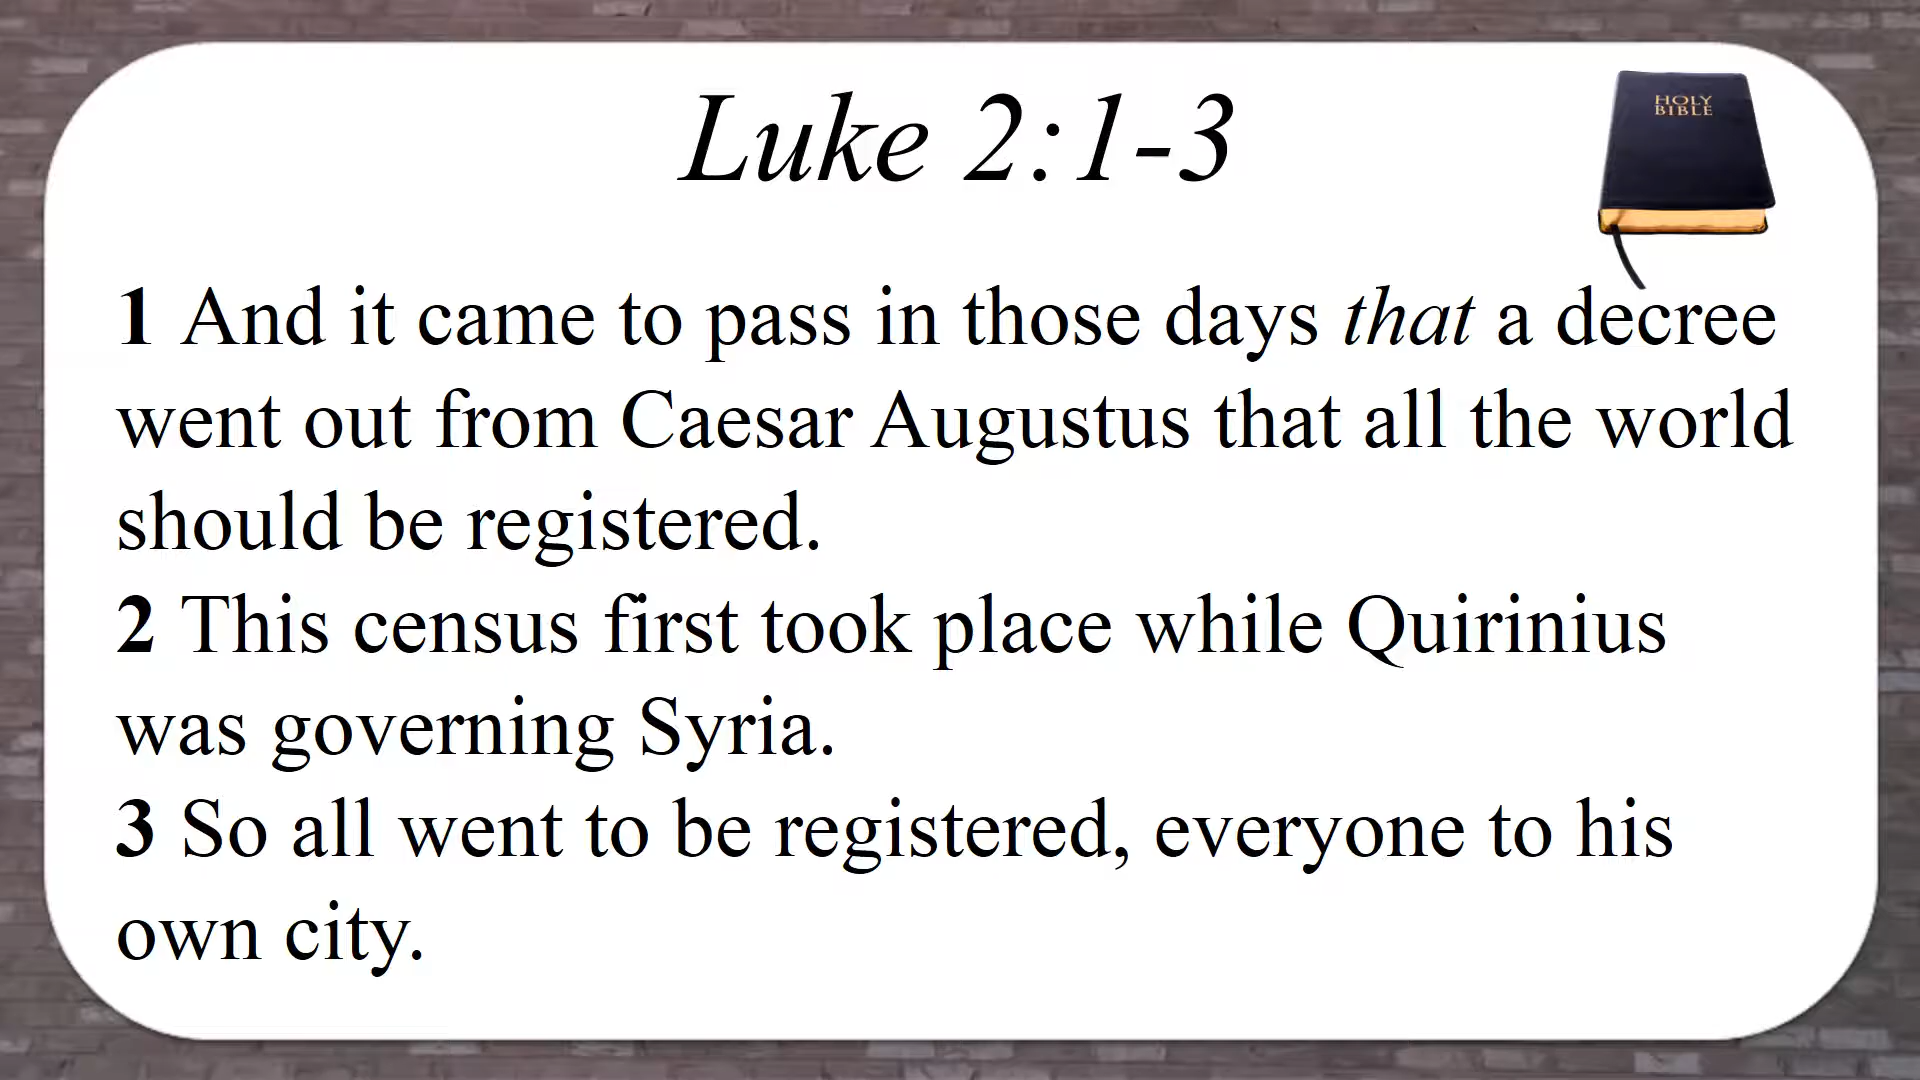 Luke 2:1-3
HOLY
BIBLE
1 And it came to pass in those days that a decree
went out from Caesar Augustus that all the world
should be registered.
2 This census first took place while Quirinius
was governing Syria.
3 So all went to be registered, everyone to his
own city.